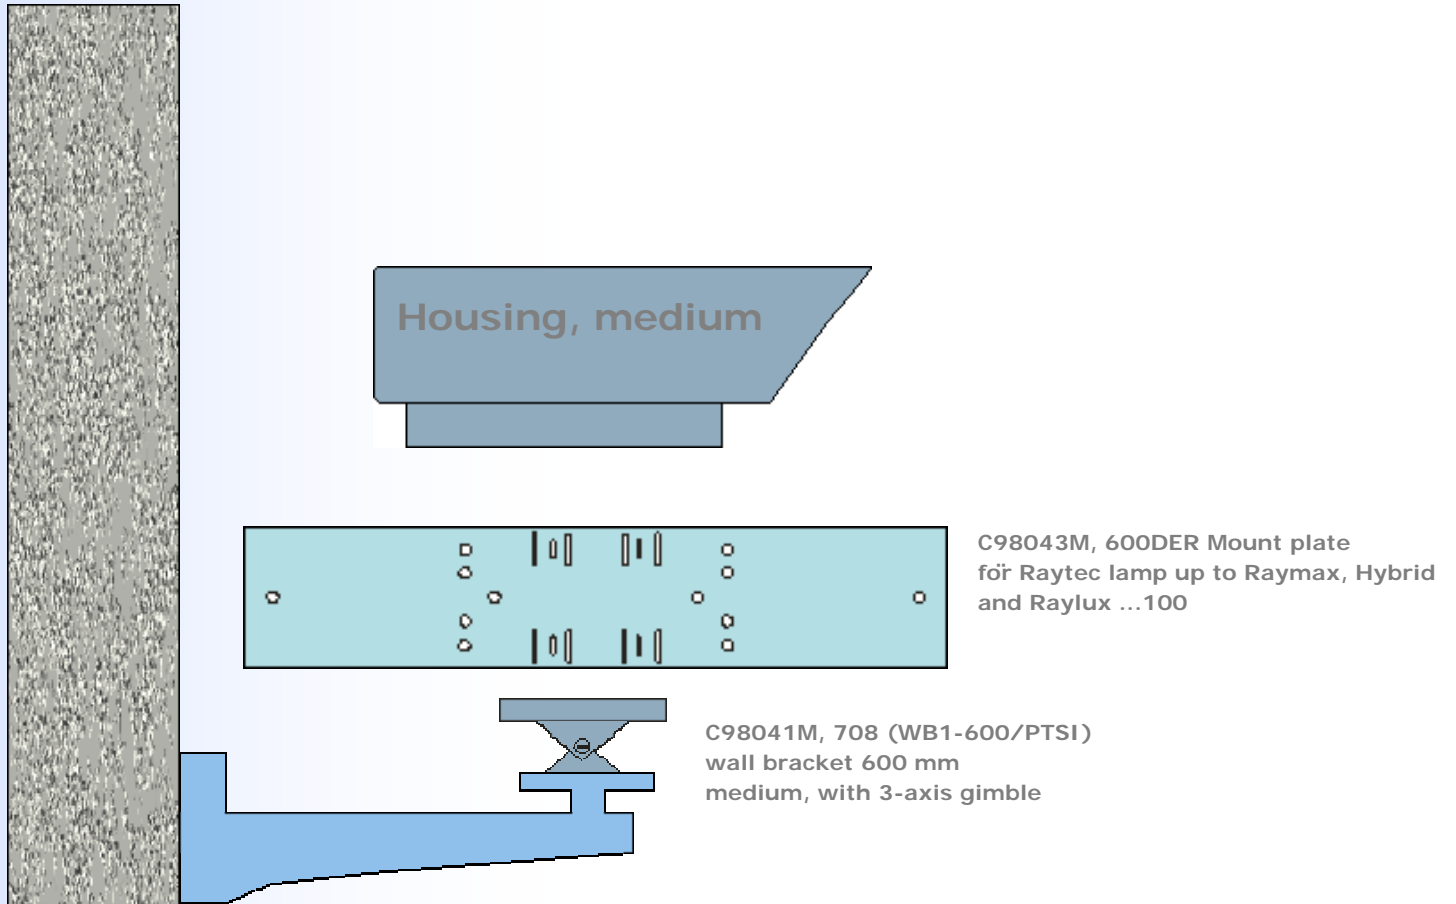 Housing, medium
C98043M, 600DER Mount plate
för Raytec lamp up to Raymax, Hybrid
and Raylux ...100
C98041M, 708 (WB1-600/PTSI)
wall bracket 600 mm
medium, with 3-axis gimble